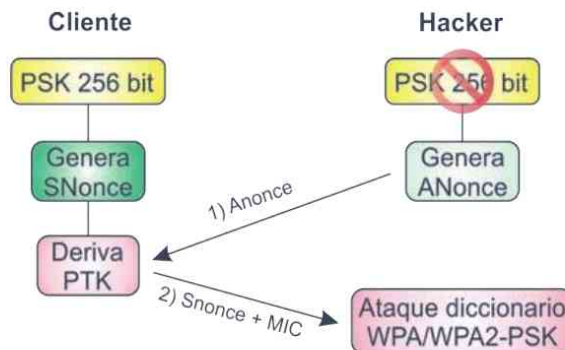 Cliente
Hacker
PSK 256 bit
PSK 256 bit
Genera
SNonce
Genera
ANonce
1) Anonce
Deriva
PTK
2) Snonce + MIC
Ataque diccionario
WPA/WPA2-PSK